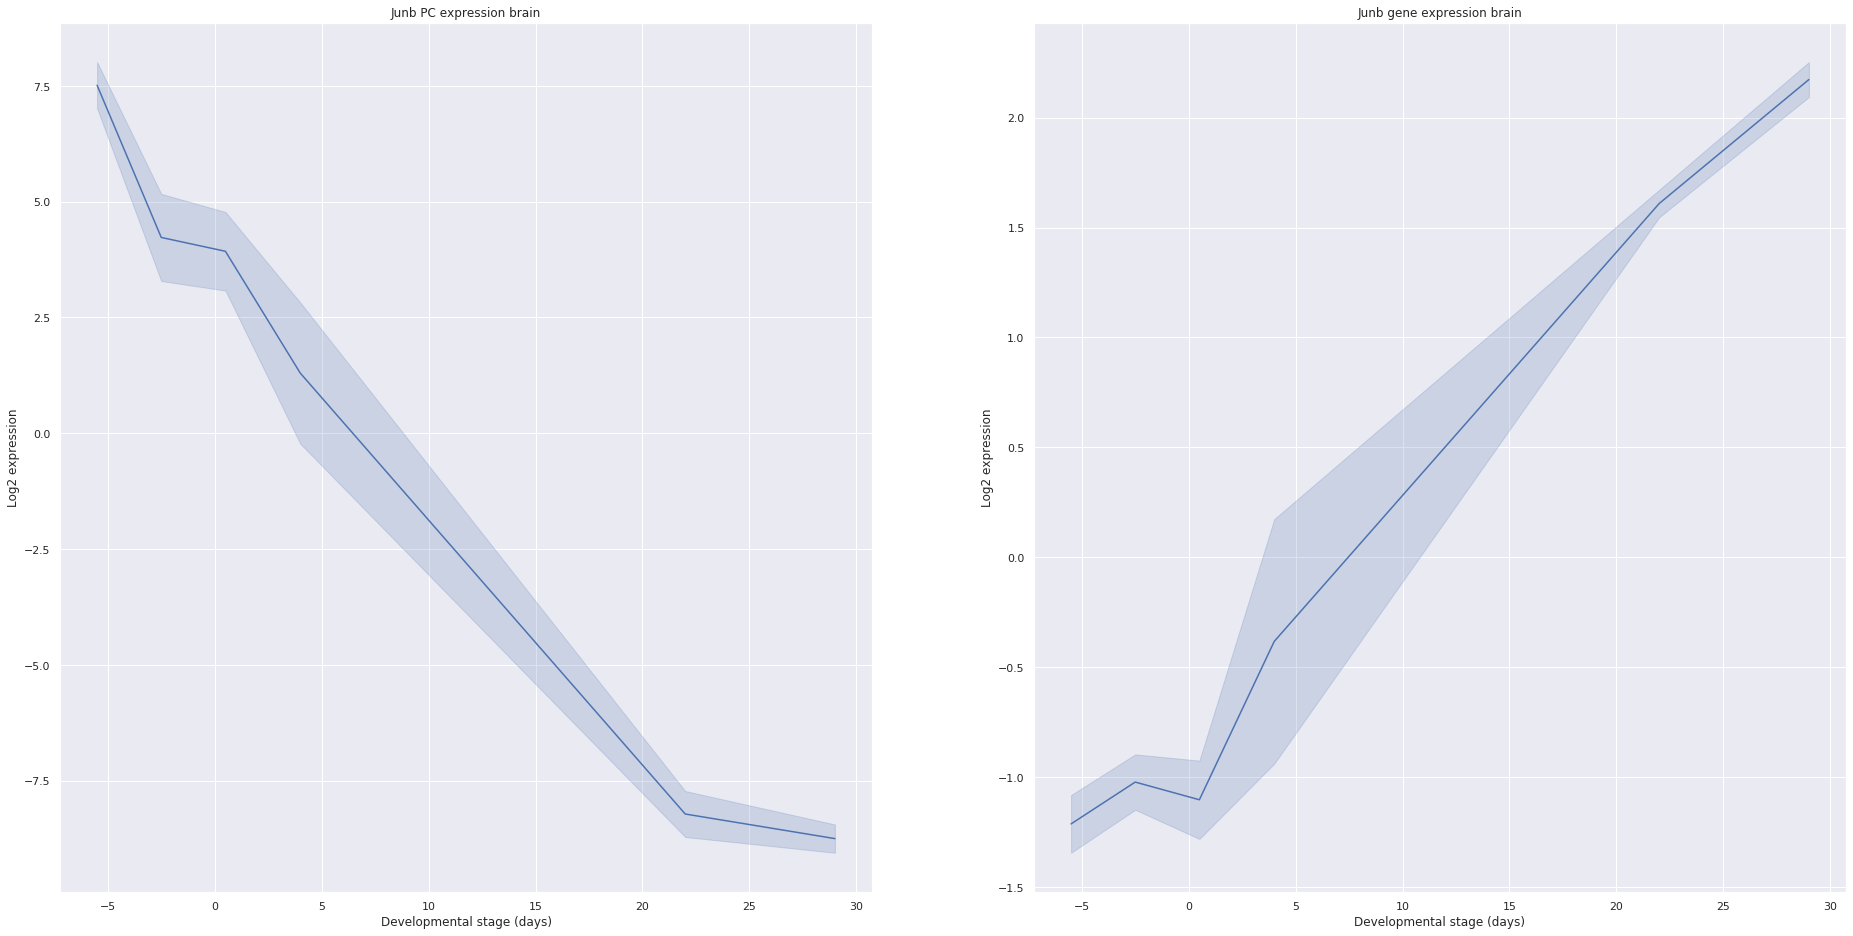 Junb PC expression brain
Log2 expression
7.5
5.0
2.5
0.0
−2.5
−5.0
−7.5
−5 0 5 10 15 20 25 30
Developmental stage (days)
Junb gene expression brain
Log2 expression
2.0
1.5
1.0
0.5
0.0
−0.5
−1.0
−1.5
−5 0 5 10 15 20 25 30
Developmental stage (days)